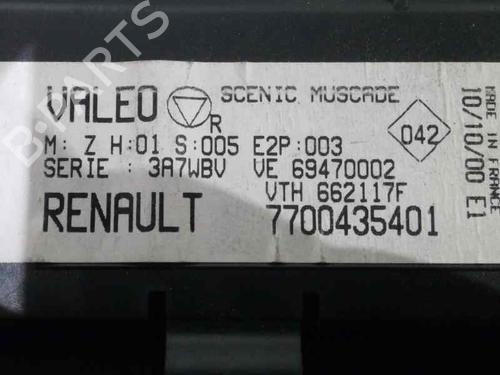 VALEO R SCENIC MUSCADE
M: Z H:01 S:005 E2P:003
042
SERIE : 3A7WBV VE 69470002
VTH 662117F
RENAULT 7700435401
MADE IN FRANCE
10/10/00 E1
B-PARTS